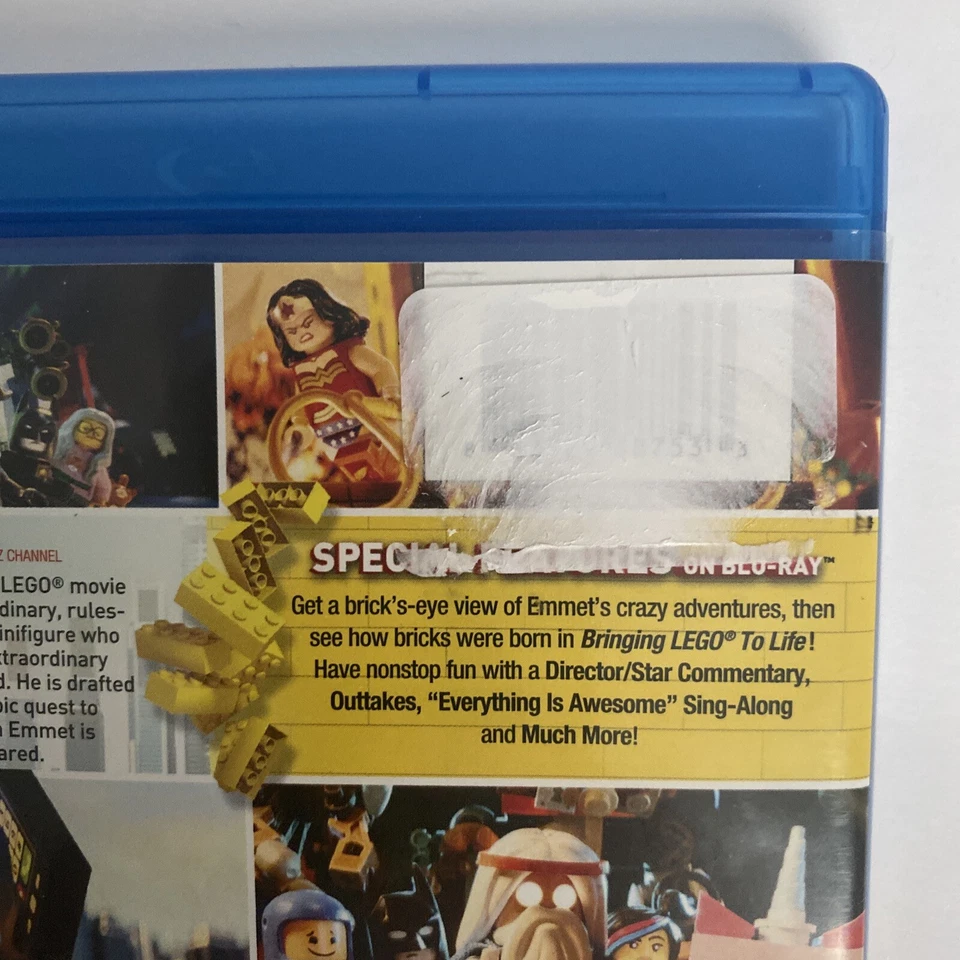 Z CHANNEL
LEGO® movie
dinary, rules-
inifigure who
traordinary
d. He is drafted
pic quest to
Emmet is
ared.
SPECIAL FEATURES ON BLU-RAY™
Get a brick's-eye view of Emmet's crazy adventures, then
see how bricks were born in Bringing LEGO® To Life!
Have nonstop fun with a Director/Star Commentary,
Outtakes, “Everything Is Awesome” Sing-Along
and Much More!